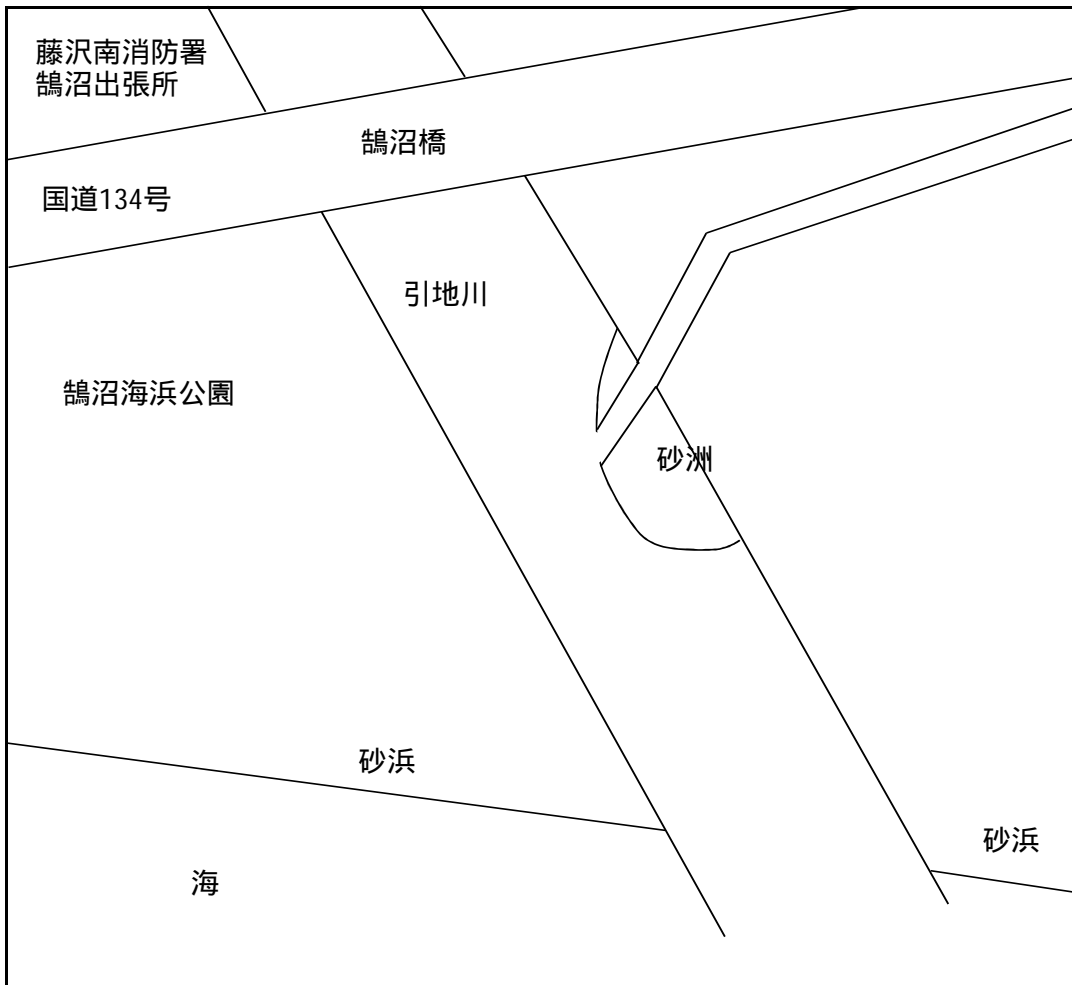 藤沢南消防署
鵠沼出張所
鵠沼橋
国道134号
引地川
鵠沼海浜公園
砂洲
砂浜
砂浜
海